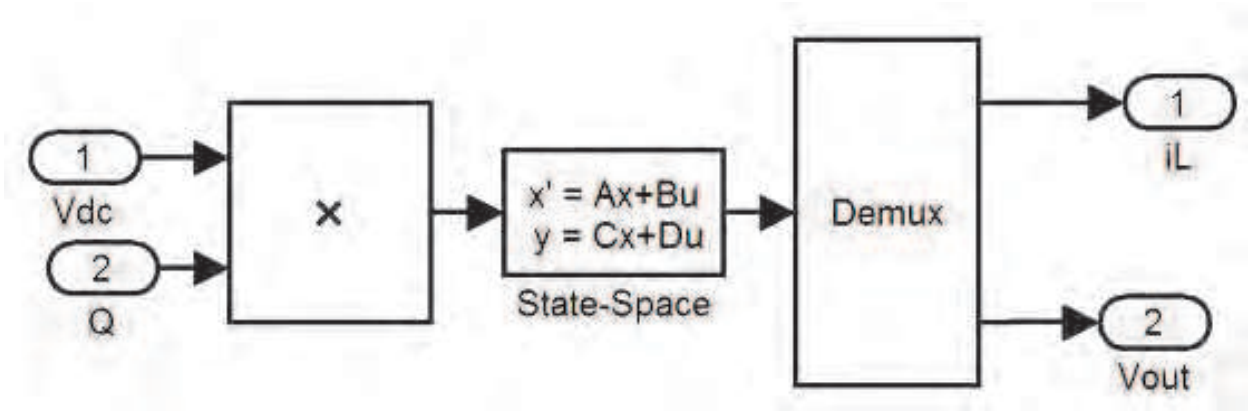 1
Vdc
2
Q
×
x' = Ax+Bu
y = Cx+Du
State-Space
Demux
1
iL
2
Vout